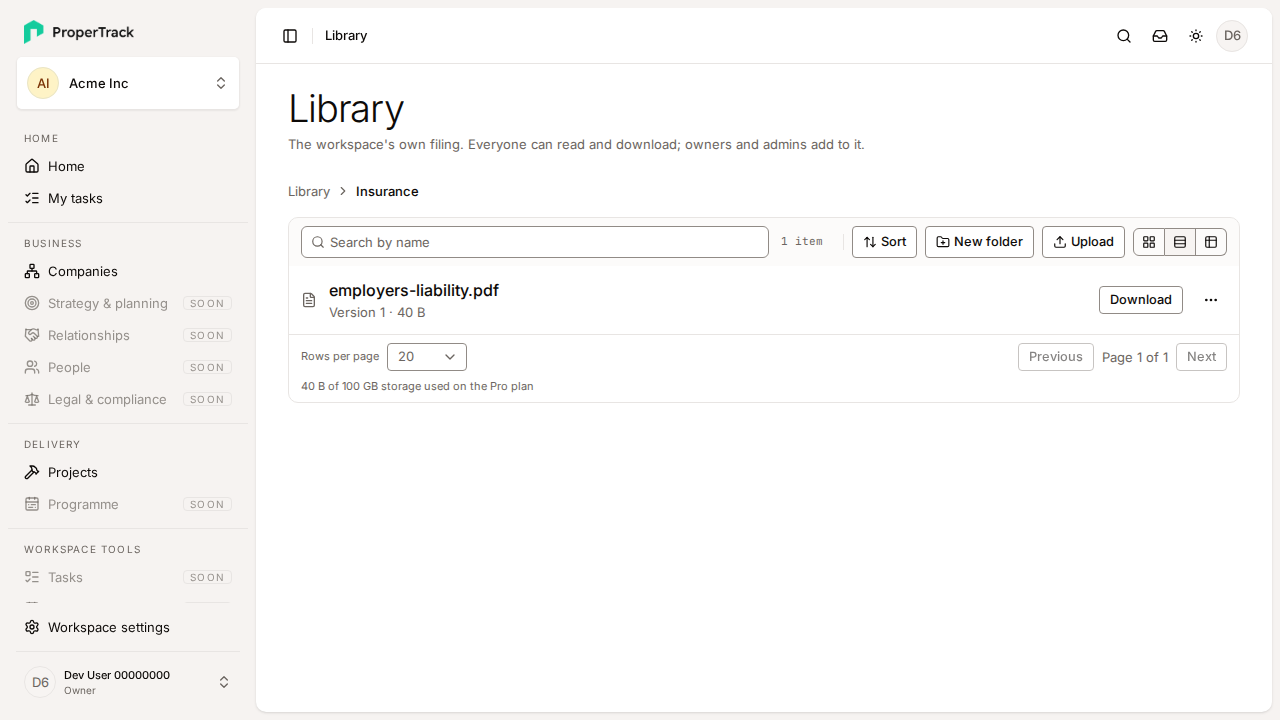 ProperTrack
AI
Acme Inc
HOME
Home
My tasks
BUSINESS
Companies
Strategy & planning SOON
Relationships SOON
People SOON
Legal & compliance SOON
DELIVERY
Projects
Programme SOON
WORKSPACE TOOLS
Tasks SOON
Workspace settings
D6
Dev User 00000000
Owner
Library
D6
Library
The workspace's own filing. Everyone can read and download; owners and admins add to it.
Library Insurance
Search by name 1 item Sort New folder Upload
employers-liability.pdf
Version 1 · 40 B
Download
Rows per page 20 Previous Page 1 of 1 Next
40 B of 100 GB storage used on the Pro plan